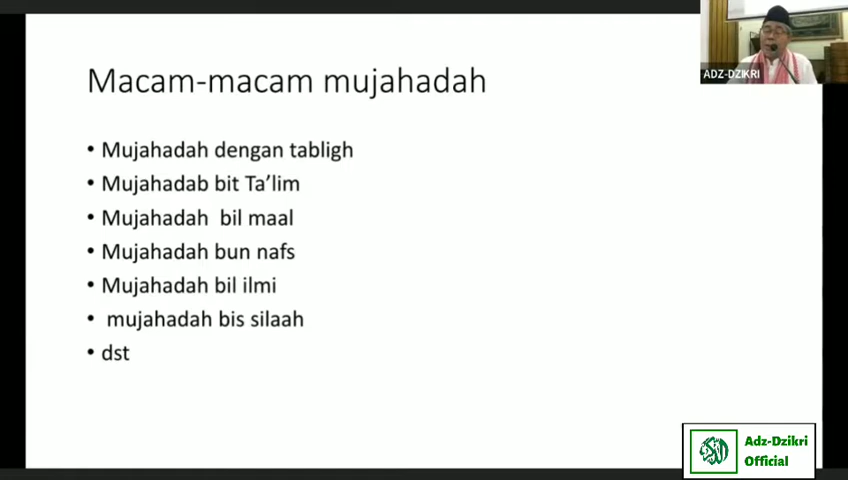 Macam-macam mujahadah
• Mujahadah dengan tabligh
• Mujahadab bit Ta’lim
• Mujahadah  bil maal
• Mujahadah bun nafs
• Mujahadah bil ilmi
•  mujahadah bis silaah
• dst
ADZ-DZIKRI
Adz-Dzikri
Official